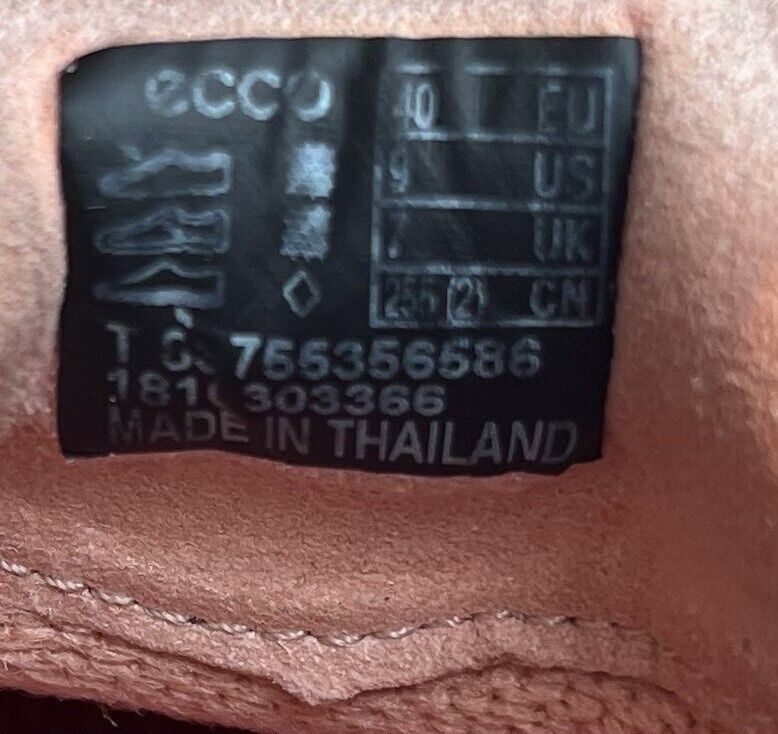 ecco
40 EU
9 US
7 UK
255 (2) CN
755356586
303366
MADE IN THAILAND